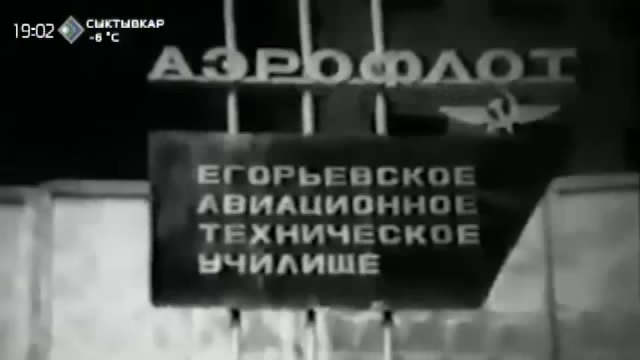 19:02 СЫКТЫВКАР
-6 °C
АЭРОФЛОТ
ЕГОРЬЕВСКОЕ
АВИАЦИОННОЕ
ТЕХНИЧЕСКОЕ
УЧИЛИЩЕ